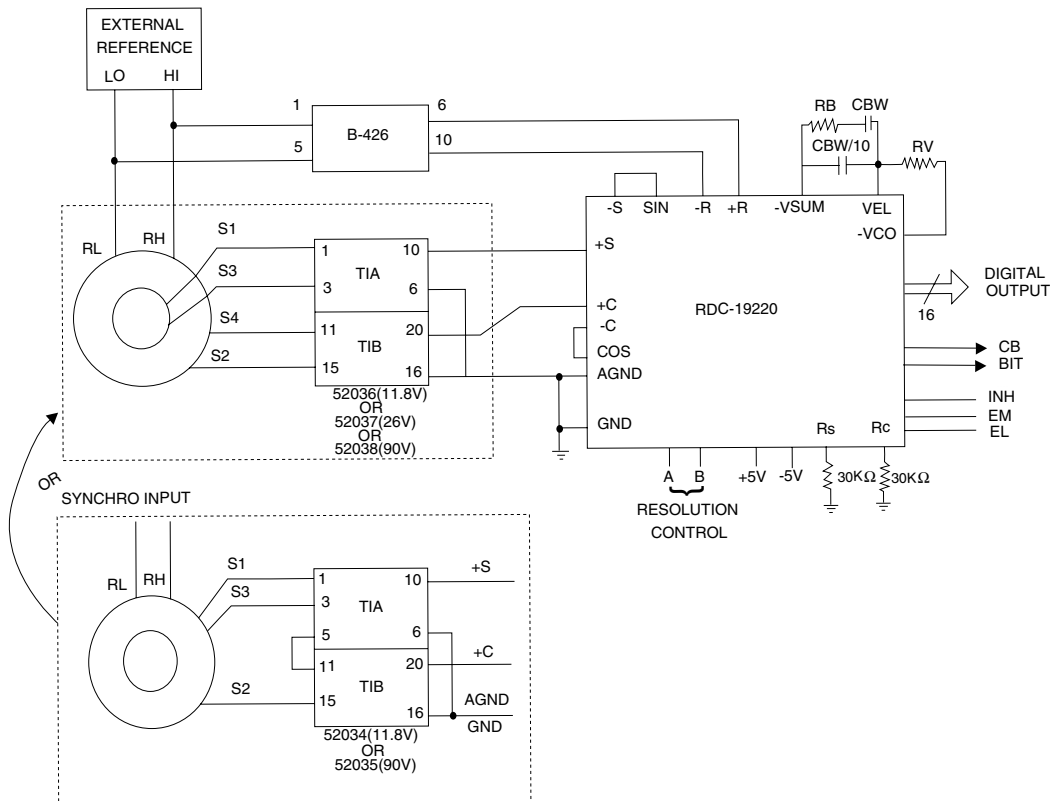 EXTERNAL
REFERENCE
LO HI
1 B-426 6
5 10
RB CBW
CBW/10 RV
-S SIN -R +R -VSUM VEL
-VCO
RL RH S1
1 TIA 10
S3
3 6
S4
11 TIB 20
S2
15 16
52036(11.8V)
OR
52037(26V)
OR
52038(90V)
+S
+C
-C
COS
AGND
GND
RDC-19220
DIGITAL
OUTPUT
16
CB
BIT
INH
EM
EL
Rs Rc
A B +5V -5V 30KΩ 30KΩ
RESOLUTION
CONTROL
OR
SYNCHRO INPUT
RL RH S1
1 TIA 10 +S
S3
3
5 6
11 TIB 20 +C
S2
15 16 AGND
GND
52034(11.8V)
OR
52035(90V)